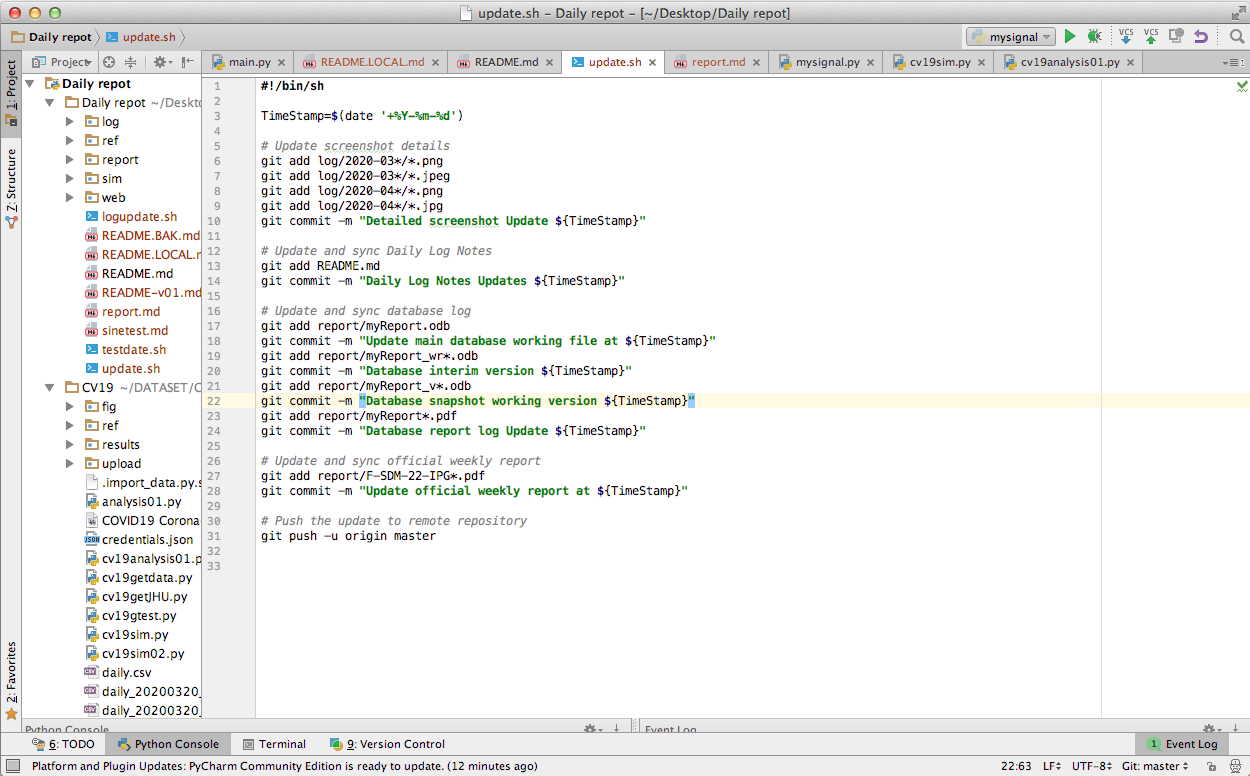 update.sh – Daily repot – [~/Desktop/Daily repot]
Daily repot update.sh mysignal VCS VCS
1: Project Project main.py README.LOCAL.md README.md update.sh report.md mysignal.py cv19sim.py cv19analysis01.py
Daily repot
Daily repot ~/Deskto
log
ref
report
sim
web
logupdate.sh
README.BAK.md
README.LOCAL.r
README.md
README-v01.md
report.md
sinetest.md
testdate.sh
update.sh
CV19 ~/DATASET/C
fig
ref
results
upload
.import_data.py.s
analysis01.py
COVID19 Corona
credentials.json
cv19analysis01.p
cv19getdata.py
cv19getJHU.py
cv19gtest.py
cv19sim.py
cv19sim02.py
daily.csv
daily_20200320_
daily_20200320_
Z: Structure
2: Favorites
1 #!/bin/sh
2
3 TimeStamp=$(date '+%Y-%m-%d')
4
5 # Update screenshot details
6 git add log/2020-03*/*.png
7 git add log/2020-03*/*.jpeg
8 git add log/2020-04*/*.png
9 git add log/2020-04*/*.jpg
10 git commit -m "Detailed screenshot Update ${TimeStamp}"
11
12 # Update and sync Daily Log Notes
13 git add README.md
14 git commit -m "Daily Log Notes Updates ${TimeStamp}"
15
16 # Update and sync database log
17 git add report/myReport.odb
18 git commit -m "Update main database working file at ${TimeStamp}"
19 git add report/myReport_wr*.odb
20 git commit -m "Database interim version ${TimeStamp}"
21 git add report/myReport_v*.odb
22 git commit -m "Database snapshot working version ${TimeStamp}"
23 git add report/myReport*.pdf
24 git commit -m "Database report log Update ${TimeStamp}"
25
26 # Update and sync official weekly report
27 git add report/F-SDM-22-IPG*.pdf
28 git commit -m "Update official weekly report at ${TimeStamp}"
29
30 # Push the update to remote repository
31 git push -u origin master
32
33
Python Console Event Log
6: TODO Python Console Terminal 9: Version Control 1 Event Log
Platform and Plugin Updates: PyCharm Community Edition is ready to update. (12 minutes ago) 22:63 LF÷ UTF-8÷ Git: master÷